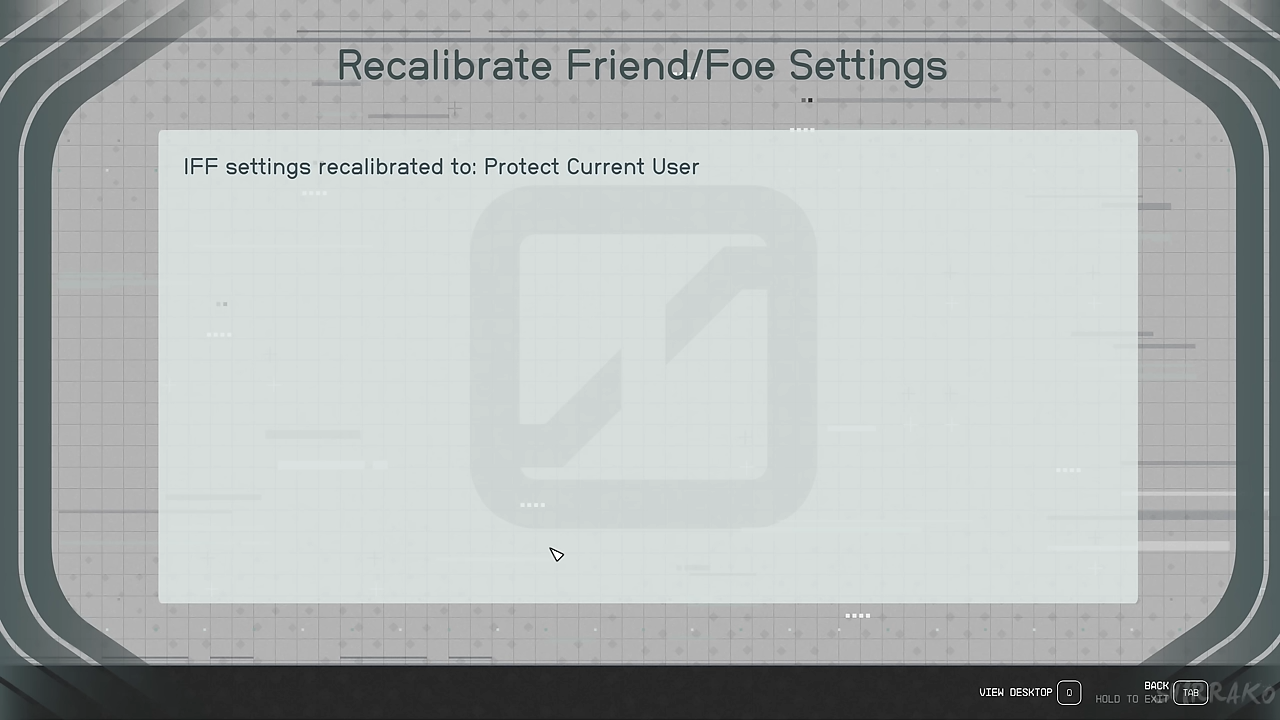 Recalibrate Friend/Foe Settings
IFF settings recalibrated to: Protect Current User
VIEW DESKTOP Q
BACK
HOLD TO EXIT TAB